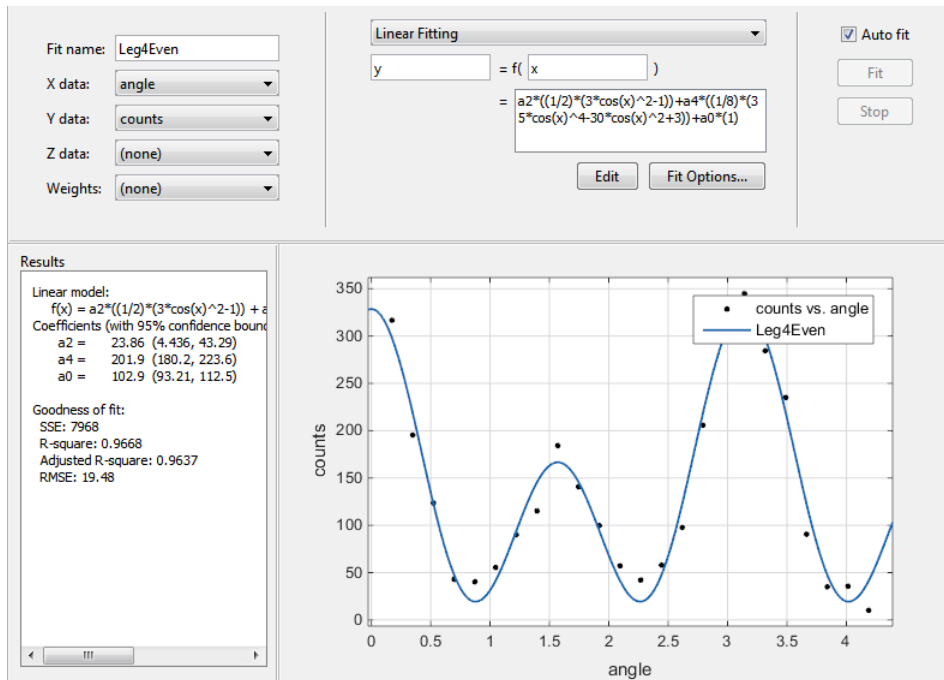 Fit name: Leg4Even
X data: angle
Y data: counts
Z data: (none)
Weights: (none)
Linear Fitting
y = f( x )
= a2*((1/2)*(3*cos(x)^2-1))+a4*((1/8)*(3
5*cos(x)^4-30*cos(x)^2+3))+a0*(1)
Edit Fit Options...
Auto fit
Fit
Stop
Results
Linear model:
f(x) = a2*((1/2)*(3*cos(x)^2-1)) + a
Coefficients (with 95% confidence bound
a2 = 23.86 (4.436, 43.29)
a4 = 201.9 (180.2, 223.6)
a0 = 102.9 (93.21, 112.5)
Goodness of fit:
SSE: 7968
R-square: 0.9668
Adjusted R-square: 0.9637
RMSE: 19.48
counts vs. angle
Leg4Even
350
300
250
200
150
100
50
0
counts
0 0.5 1 1.5 2 2.5 3 3.5 4
angle